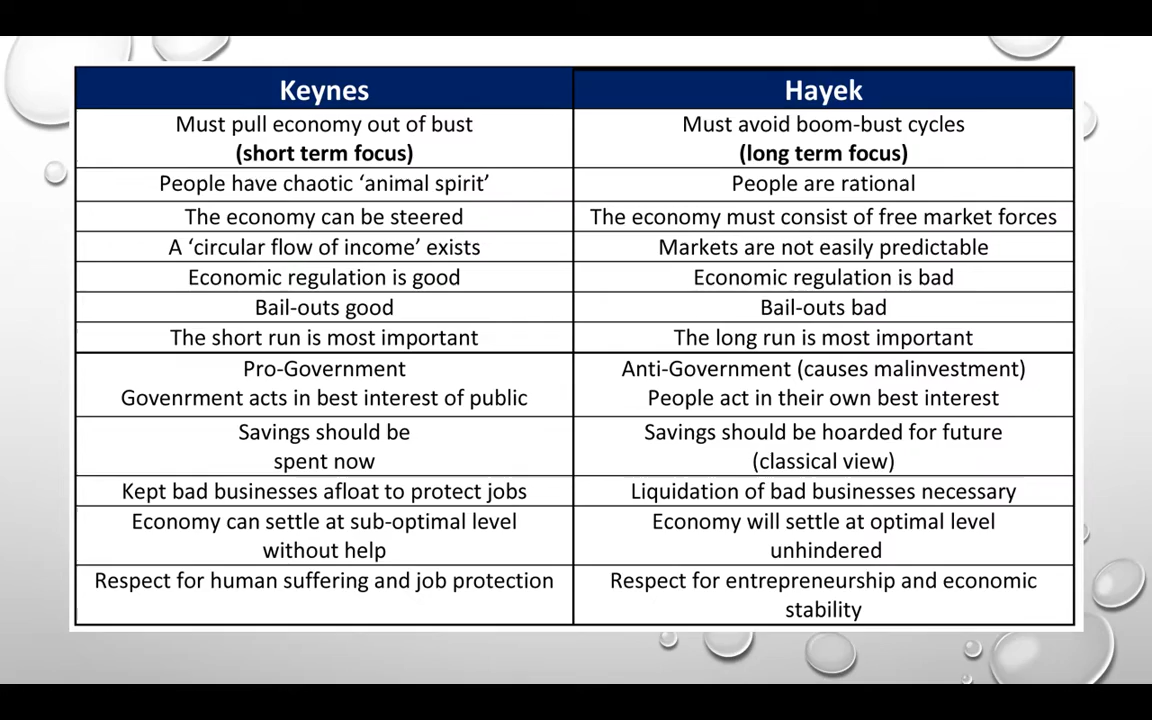 Keynes
Hayek
Must pull economy out of bust
(short term focus)
Must avoid boom-bust cycles
(long term focus)
People have chaotic ‘animal spirit’
People are rational
The economy can be steered
The economy must consist of free market forces
A ‘circular flow of income’ exists
Markets are not easily predictable
Economic regulation is good
Economic regulation is bad
Bail-outs good
Bail-outs bad
The short run is most important
The long run is most important
Pro-Government
Govenrment acts in best interest of public
Anti-Government (causes malinvestment)
People act in their own best interest
Savings should be
spent now
Savings should be hoarded for future
(classical view)
Kept bad businesses afloat to protect jobs
Liquidation of bad businesses necessary
Economy can settle at sub-optimal level
without help
Economy will settle at optimal level
unhindered
Respect for human suffering and job protection
Respect for entrepreneurship and economic
stability